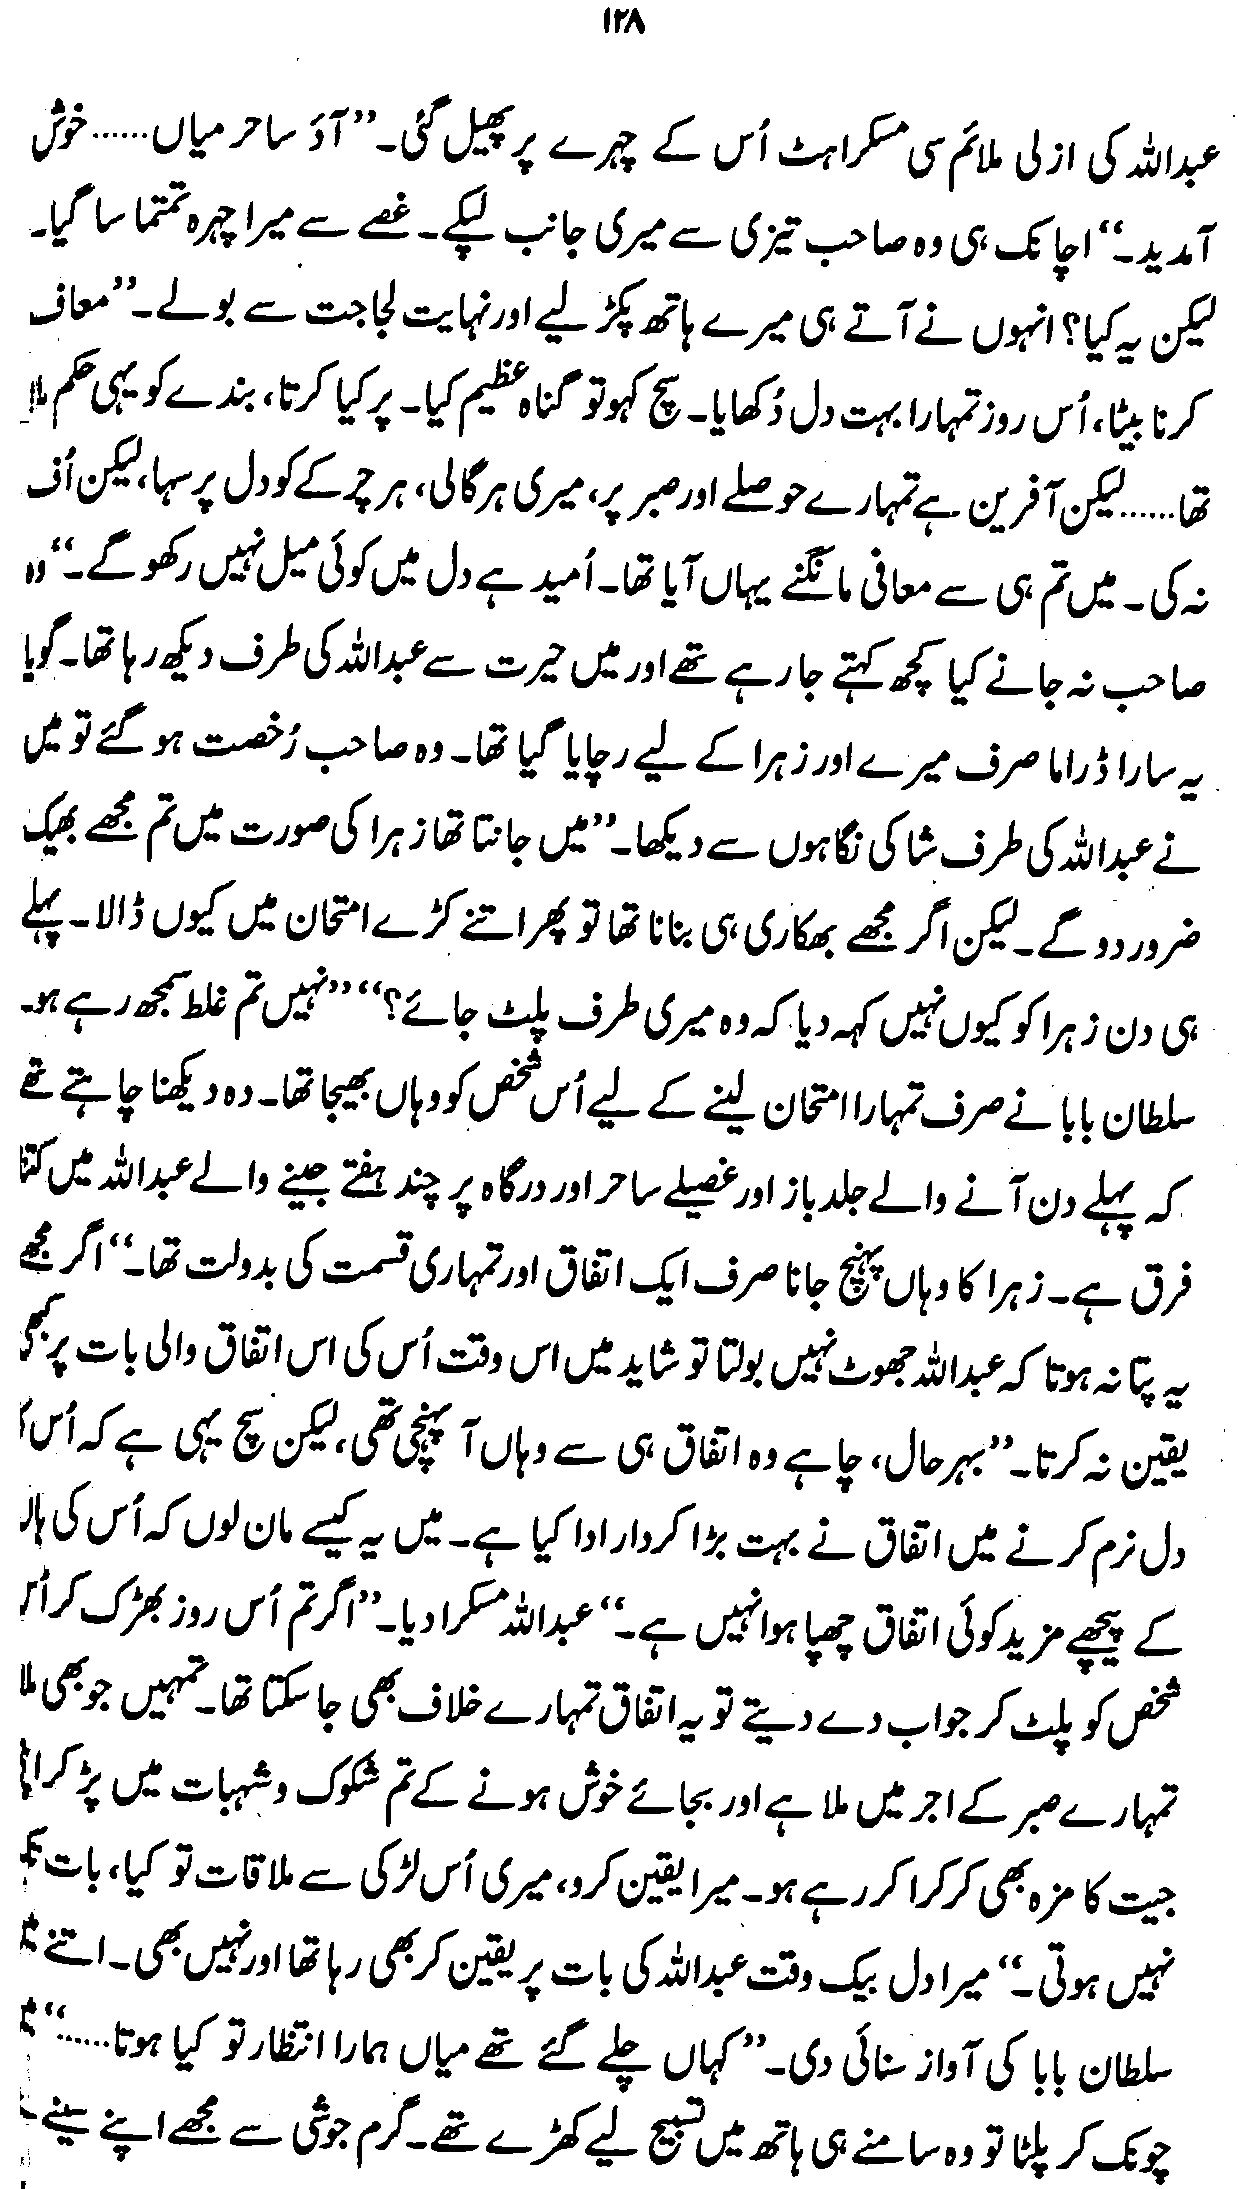 ۱۲۸
عبداللہ کی ازلی ملائم سی مسکراہٹ اُس کے چہرے پر پھیل گئی۔ ”آؤ ساحر میاں...... خوش
آمدید۔“ اچانک ہی وہ صاحب تیزی سے میری جانب لپکے۔ غصے سے میرا چہرہ تمتما سا گیا۔
لیکن یہ کیا؟ انہوں نے آتے ہی میرے ہاتھ پکڑ لیے اور نہایت لجاجت سے بولے۔ ”معاف
کرنا بیٹا، اُس روز تمہارا بہت دل دُکھایا۔ سچ کہو تو گناہ عظیم کیا۔ پر کیا کرتا، بندے کو یہی حکم ملا
تھا...... لیکن آفرین ہے تمہارے حوصلے اور صبر پر، میری ہر گالی، ہر چرکے کو دل پر سہا، لیکن اُف
نہ کی۔ میں تم ہی سے معافی مانگنے یہاں آیا تھا۔ اُمید ہے دل میں کوئی میل نہیں رکھو گے۔“ وہ
صاحب نہ جانے کیا کچھ کہتے جا رہے تھے اور میں حیرت سے عبداللہ کی طرف دیکھ رہا تھا۔ گویا
یہ سارا ڈراما صرف میرے اور زہرا کے لیے رچایا گیا تھا۔ وہ صاحب رُخصت ہو گئے تو میں
نے عبداللہ کی طرف شاکی نگاہوں سے دیکھا۔ ”میں جانتا تھا زہرا کی صورت میں تم مجھے بھیک
ضرور دو گے۔ لیکن اگر مجھے بھکاری ہی بنانا تھا تو پھر اتنے کڑے امتحان میں کیوں ڈالا۔ پہلے
ہی دن زہرا کو کیوں نہیں کہہ دیا کہ وہ میری طرف پلٹ جائے؟“ ”نہیں تم غلط سمجھ رہے ہو۔
سلطان بابا نے صرف تمہارا امتحان لینے کے لیے اُس شخص کو وہاں بھیجا تھا۔ وہ دیکھنا چاہتے تھے
کہ پہلے دن آنے والے جلد باز اور غصیلے ساحر اور درگاہ پر چند ہفتے جینے والے عبداللہ میں کتنا
فرق ہے۔ زہرا کا وہاں پہنچ جانا صرف ایک اتفاق اور تمہاری قسمت کی بدولت تھا۔“ اگر مجھے
یہ پتا نہ ہوتا کہ عبداللہ جھوٹ نہیں بولتا تو شاید میں اس وقت اُس کی اس اتفاق والی بات پر کبھی
یقین نہ کرتا۔ ”بہرحال، چاہے وہ اتفاق ہی سے وہاں آ پہنچی تھی، لیکن سچ یہی ہے کہ اُس
دل نرم کرنے میں اتفاق نے بہت بڑا کردار ادا کیا ہے۔ میں یہ کیسے مان لوں کہ اُس کی
کے پیچھے مزید کوئی اتفاق چھپا ہوا نہیں ہے۔“ عبداللہ مسکرا دیا۔ ”اگر تم اُس روز بھڑک کر
شخص کو پلٹ کر جواب دے دیتے تو یہ اتفاق تمہارے خلاف بھی جا سکتا تھا۔ تمہیں جو بھی ملا
تمہارے صبر کے اجر میں ملا ہے اور بجائے خوش ہونے کے تم شکوک و شبہات میں پڑ کر
جیت کا مزہ بھی کرکرا کر رہے ہو۔ میرا یقین کرو، میری اُس لڑکی سے ملاقات تو کیا، بات
نہیں ہوتی۔“ میرا دل بیک وقت عبداللہ کی بات پر یقین کر بھی رہا تھا اور نہیں بھی۔ اتنے
سلطان بابا کی آواز سنائی دی۔ ”کہاں چلے گئے تھے میاں ہمارا انتظار تو کیا ہوتا......“
چونک کر پلٹا تو وہ سامنے ہی ہاتھ میں تسبیح لیے کھڑے تھے۔ گرم جوشی سے مجھے اپنے سینے